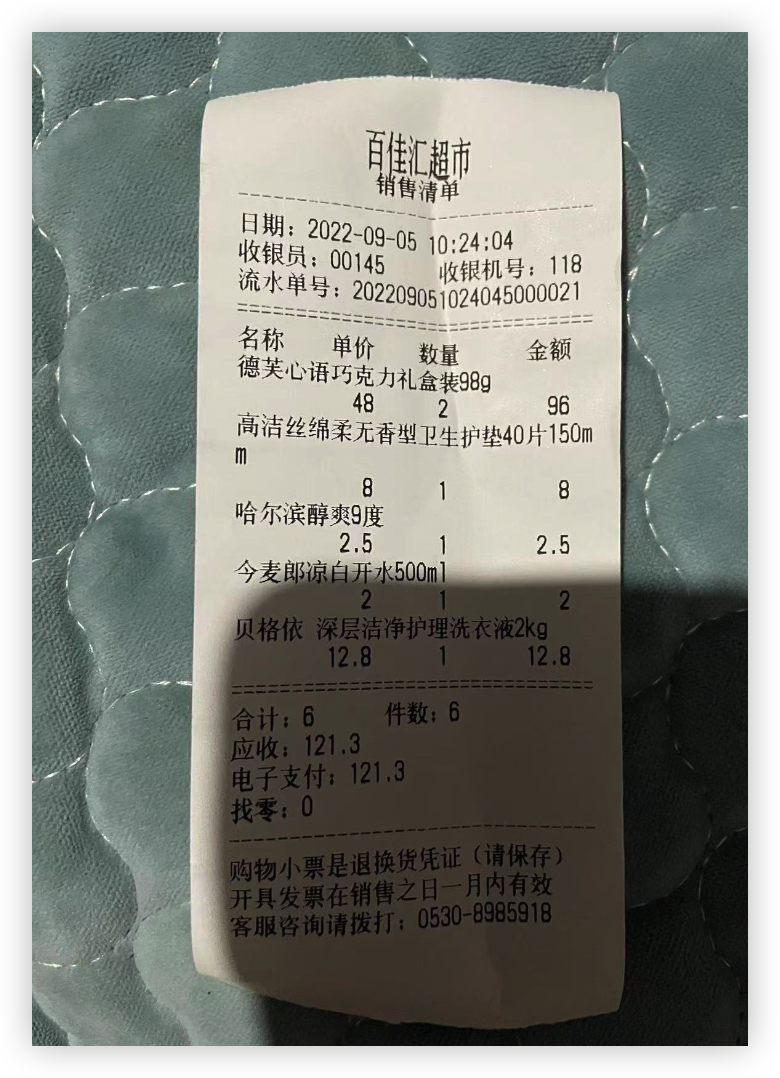 百佳汇超市
销售清单
日期：2022-09-05 10:24:04
收银员：00145 收银机号：118
流水单号：202209051024045000021
名称 单价 数量 金额
德芙心语巧克力礼盒装98g
48 2 96
高洁丝绵柔无香型卫生护垫40片150m
m
8 1 8
哈尔滨醇爽9度
2.5 1 2.5
今麦郎凉白开水500ml
2 1 2
贝格依 深层洁净护理洗衣液2kg
12.8 1 12.8
合计：6 件数：6
应收：121.3
电子支付：121.3
找零：0
购物小票是退换货凭证（请保存）
开具发票在销售之日一月内有效
客服咨询请拨打：0530-8985918